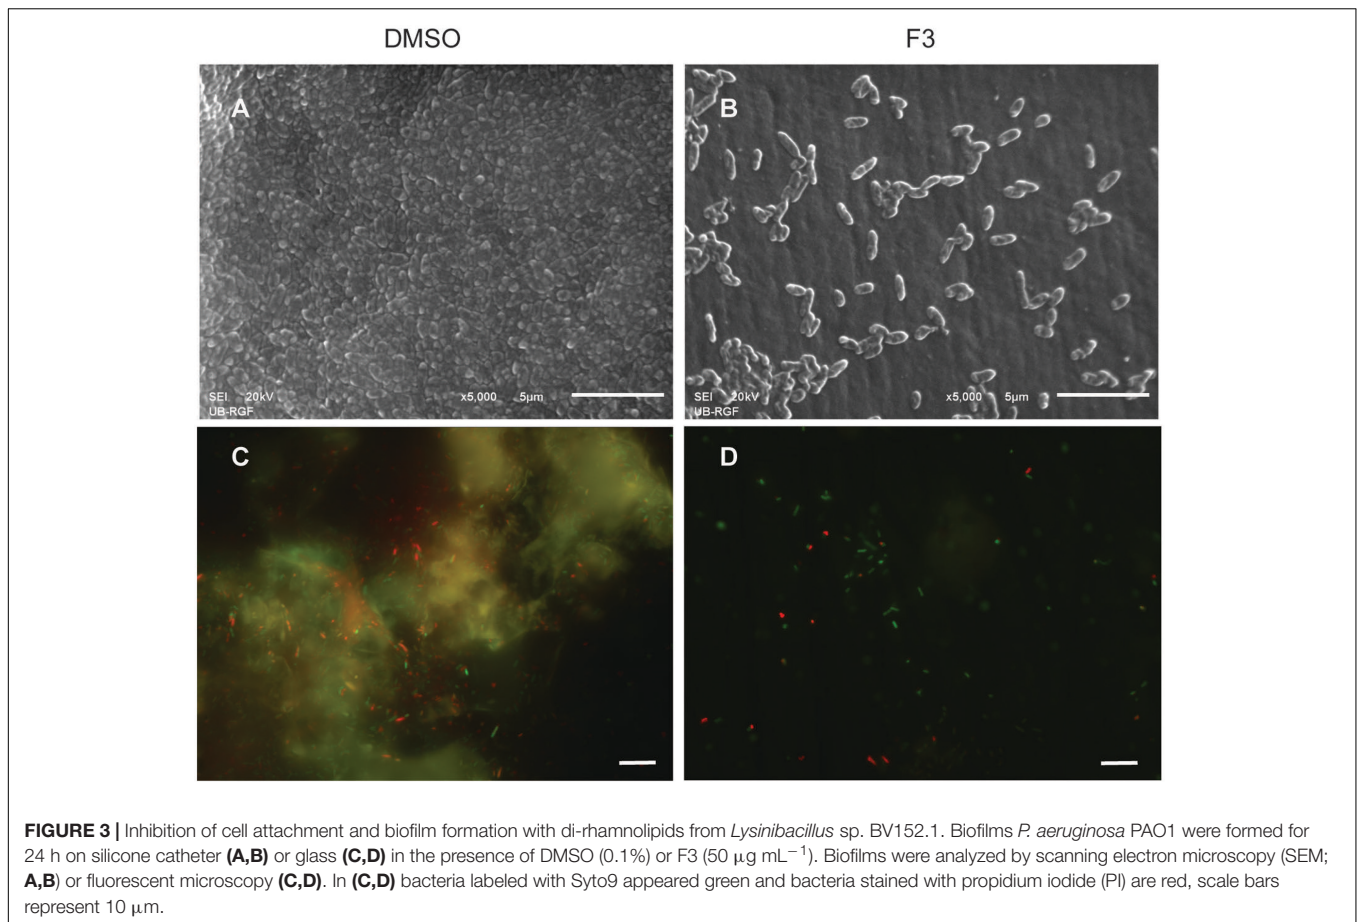 DMSO
F3
A
SEI 20kV x5,000 5µm
UB-RGF
B
SEI 20kV x5,000 5µm
UB-RGF
C
D
FIGURE 3 | Inhibition of cell attachment and biofilm formation with di-rhamnolipids from Lysinibacillus sp. BV152.1. Biofilms P. aeruginosa PAO1 were formed for
24 h on silicone catheter (A,B) or glass (C,D) in the presence of DMSO (0.1%) or F3 (50 µg mL−1). Biofilms were analyzed by scanning electron microscopy (SEM;
A,B) or fluorescent microscopy (C,D). In (C,D) bacteria labeled with Syto9 appeared green and bacteria stained with propidium iodide (PI) are red, scale bars
represent 10 µm.